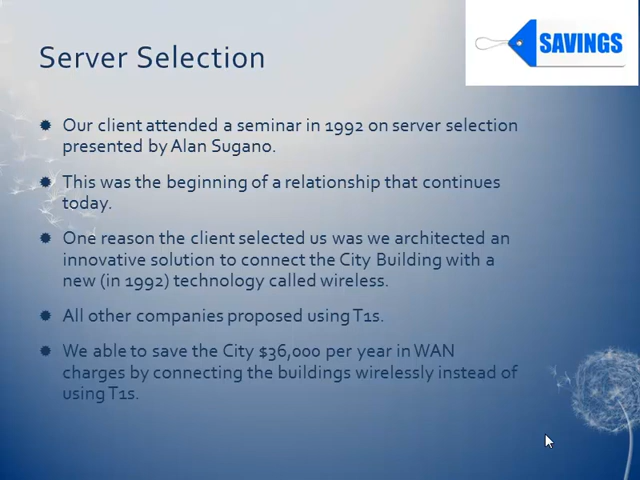 Server Selection
SAVINGS
Our client attended a seminar in 1992 on server selection
presented by Alan Sugano.
This was the beginning of a relationship that continues
today.
One reason the client selected us was we architected an
innovative solution to connect the City Building with a
new (in 1992) technology called wireless.
All other companies proposed using T1s.
We able to save the City $36,000 per year in WAN
charges by connecting the buildings wirelessly instead of
using T1s.